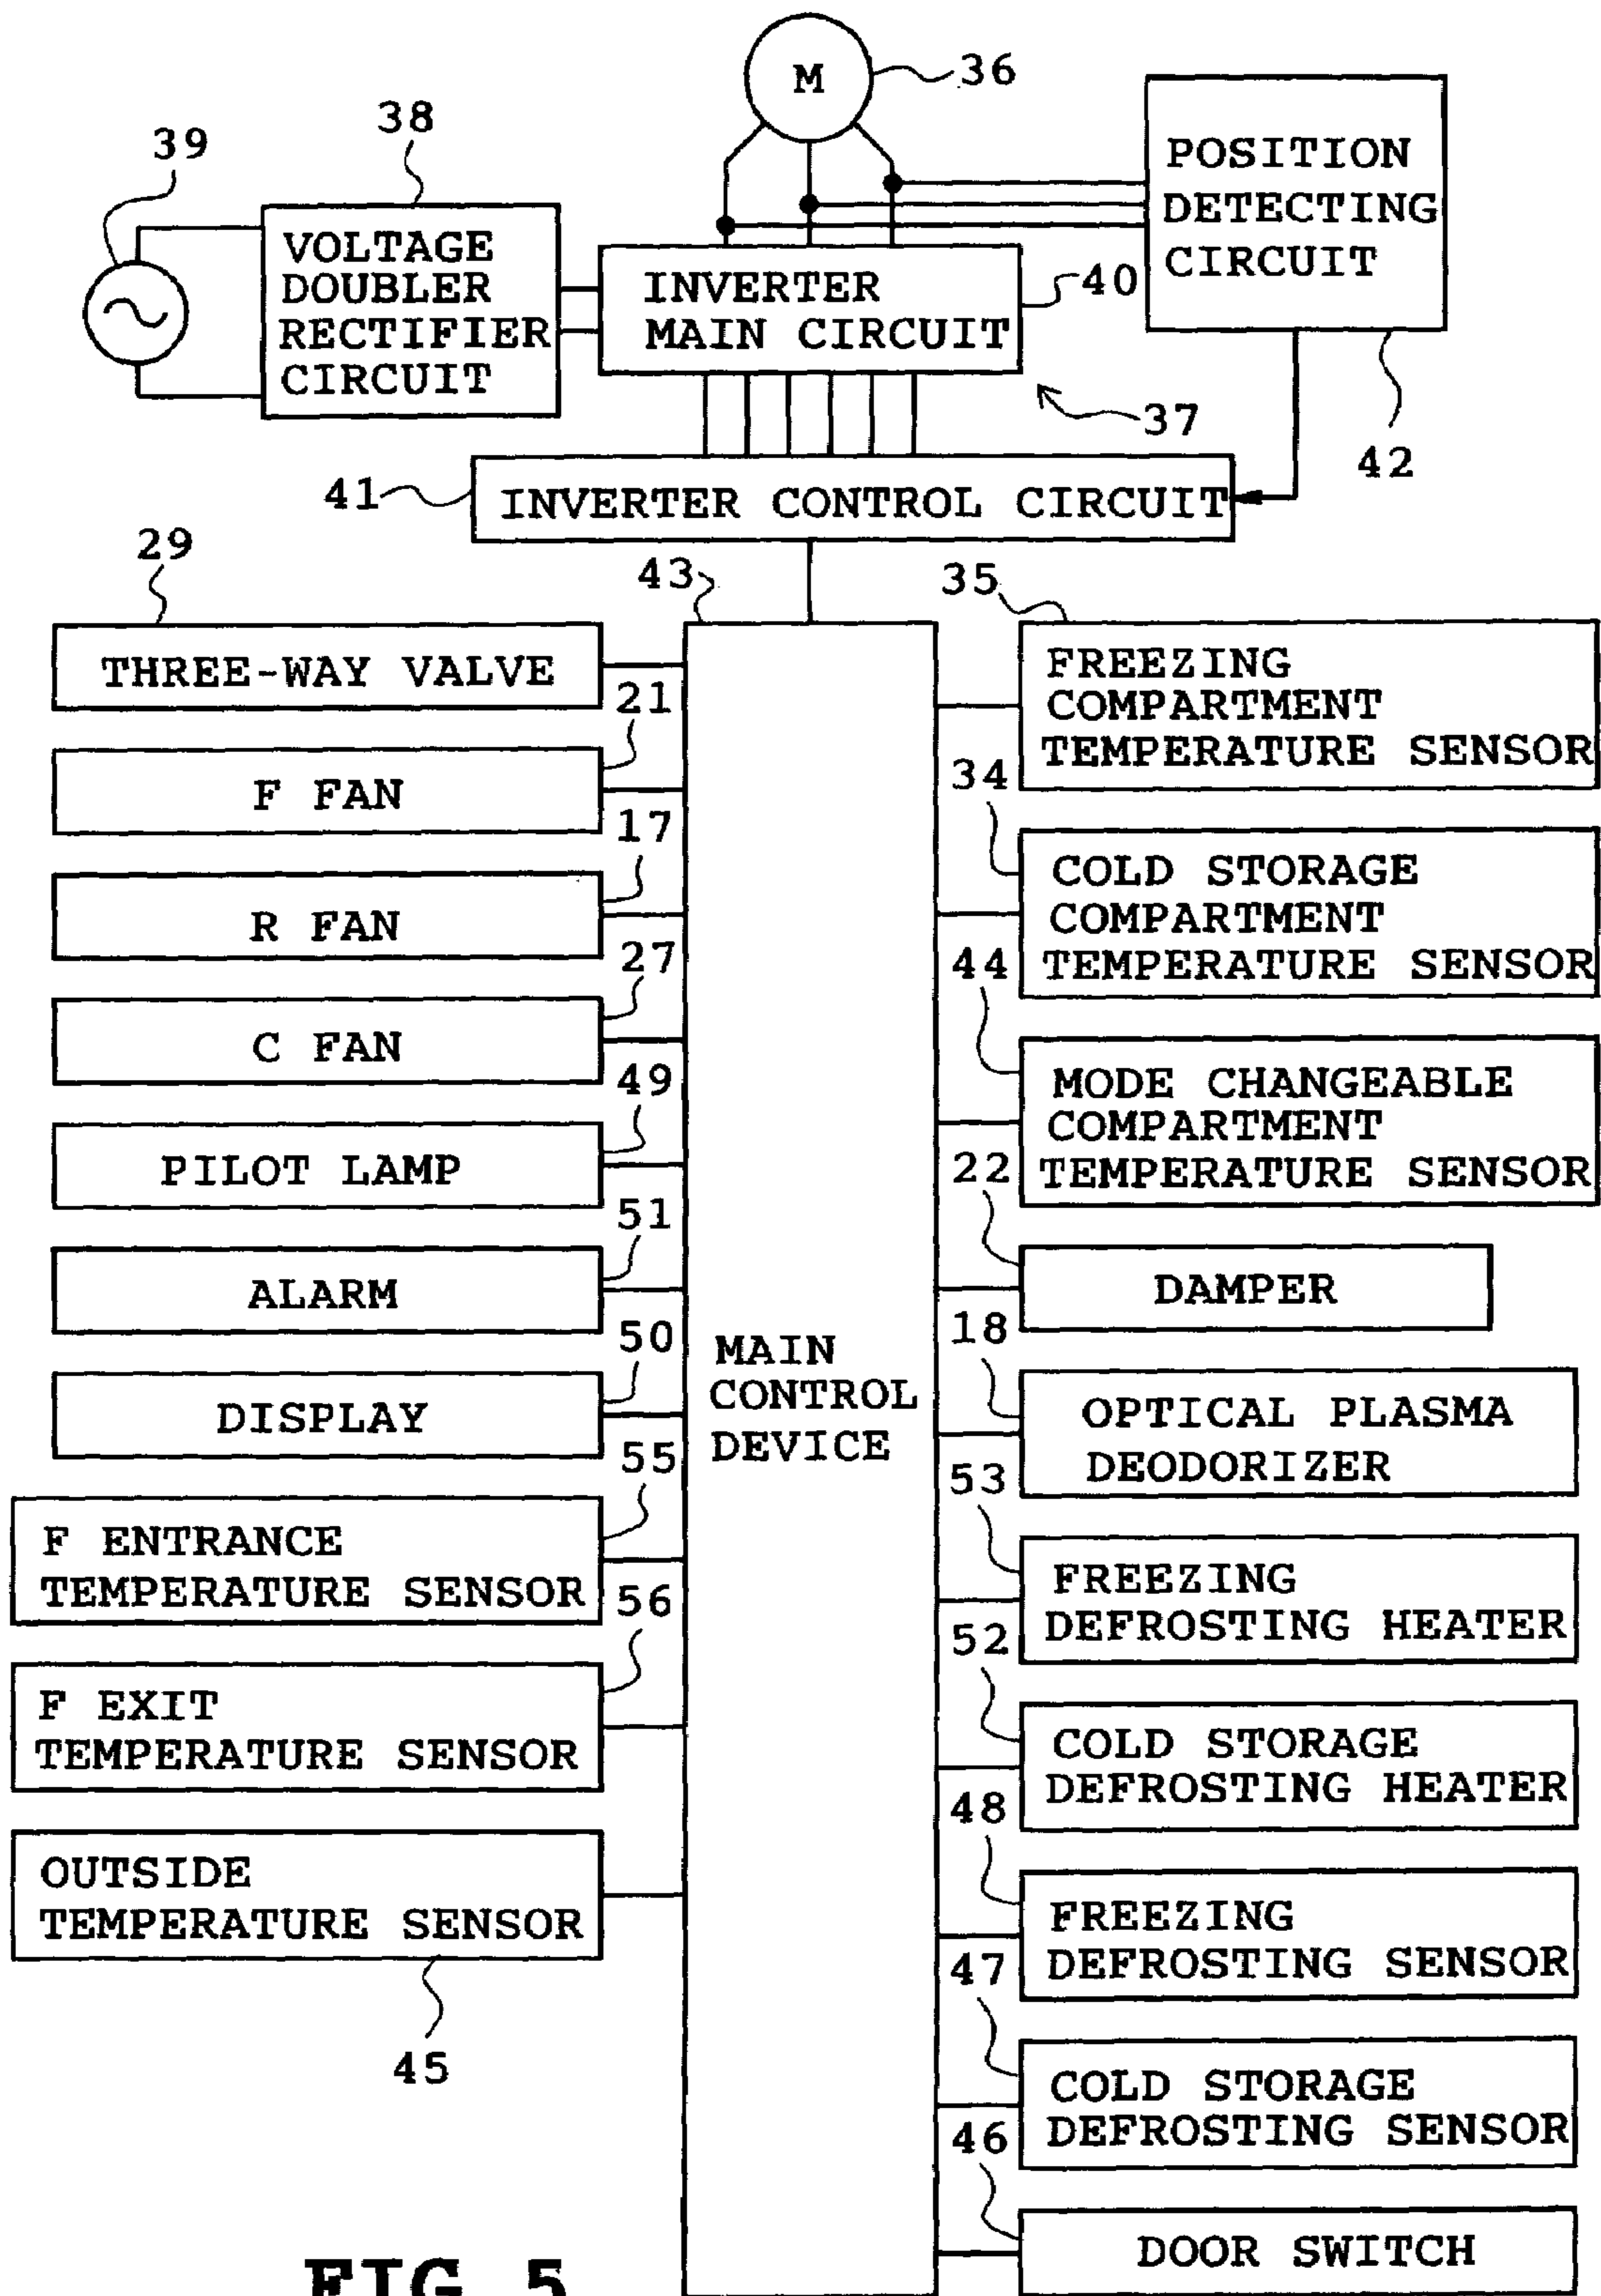 M
36
39
38
VOLTAGE
DOUBLER
RECTIFIER
CIRCUIT
INVERTER
MAIN CIRCUIT
40
POSITION
DETECTING
CIRCUIT
37
42
41
INVERTER CONTROL CIRCUIT
43
MAIN
CONTROL
DEVICE
29
THREE-WAY VALVE
21
F FAN
17
R FAN
27
C FAN
49
PILOT LAMP
51
ALARM
50
DISPLAY
55
F ENTRANCE
TEMPERATURE SENSOR
56
F EXIT
TEMPERATURE SENSOR
OUTSIDE
TEMPERATURE SENSOR
45
35
FREEZING
COMPARTMENT
TEMPERATURE SENSOR
34
COLD STORAGE
COMPARTMENT
TEMPERATURE SENSOR
44
MODE CHANGEABLE
COMPARTMENT
TEMPERATURE SENSOR
22
DAMPER
18
OPTICAL PLASMA
DEODORIZER
53
FREEZING
DEFROSTING HEATER
52
COLD STORAGE
DEFROSTING HEATER
48
FREEZING
DEFROSTING SENSOR
47
COLD STORAGE
DEFROSTING SENSOR
46
DOOR SWITCH
FIG 5